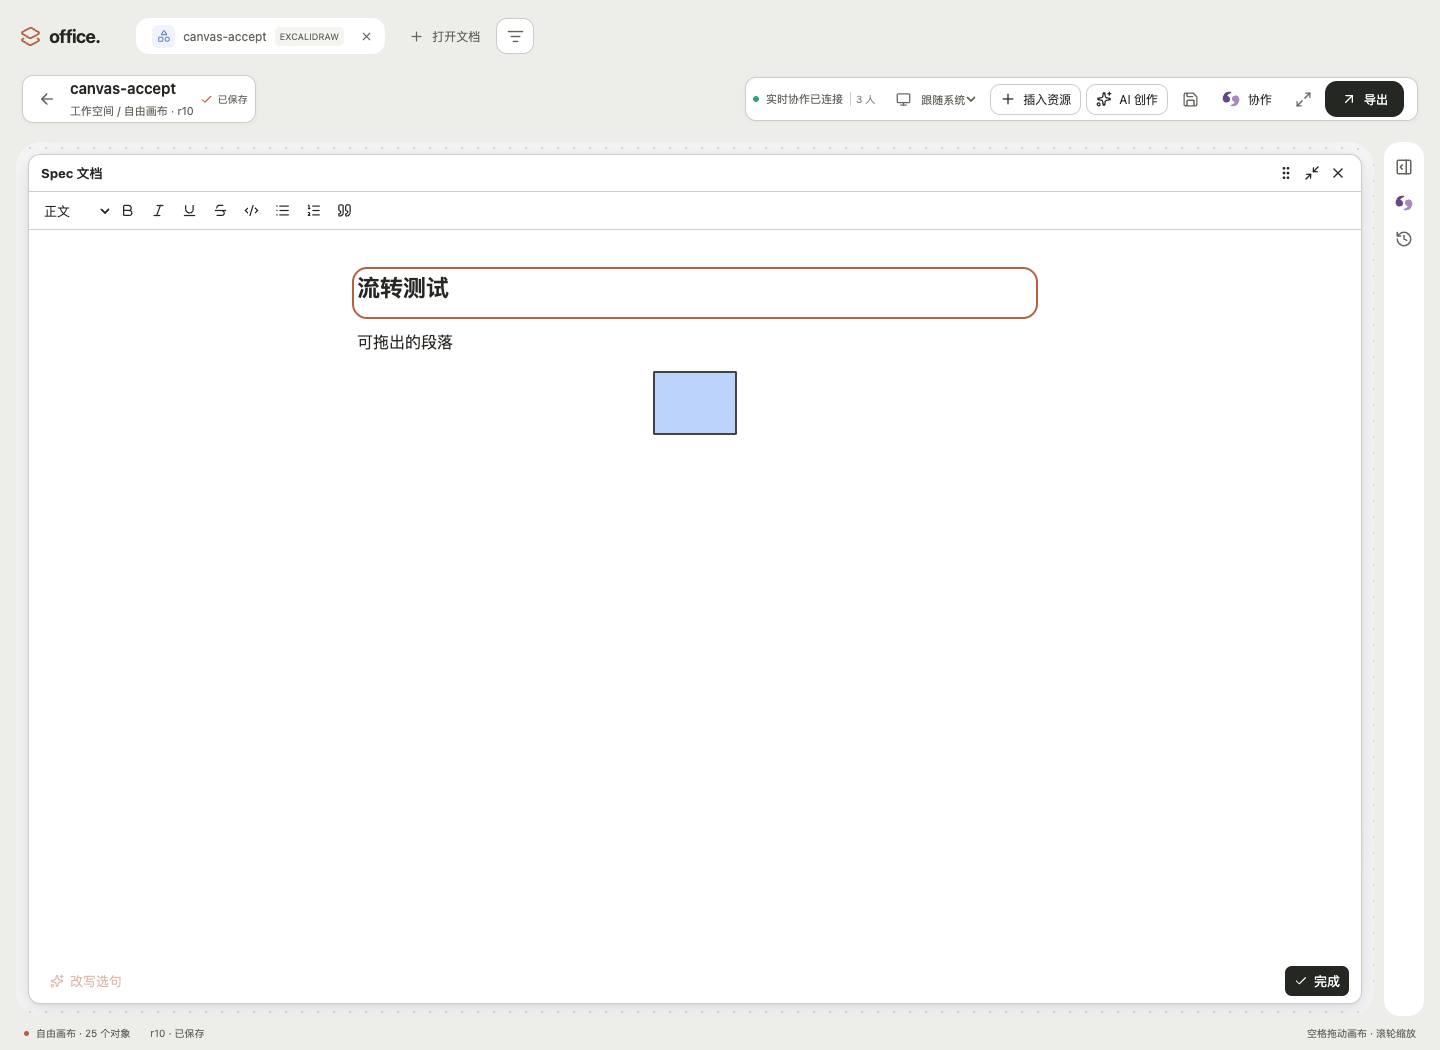 office.
canvas-accept EXCALIDRAW
打开文档
canvas-accept
工作空间 / 自由画布 · r10
已保存
实时协作已连接 3 人
跟随系统
插入资源
AI 创作
协作
导出
Spec 文档
正文
流转测试
可拖出的段落
改写选句
完成
自由画布 · 25 个对象 r10 · 已保存
空格拖动画布 · 滚轮缩放